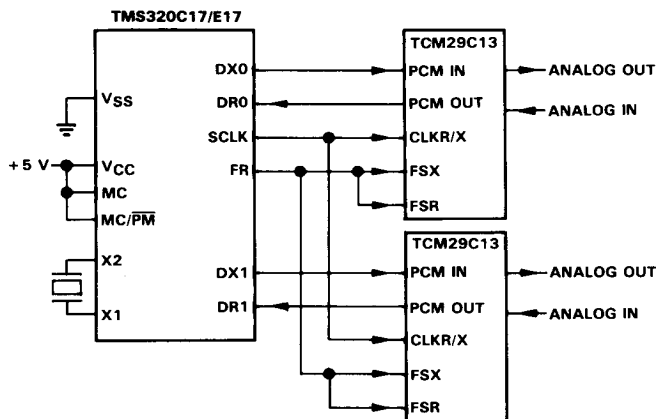 TMS320C17/E17
VSS
+5 V
VCC
MC
MC/PM
X2
X1
DX0
DR0
SCLK
FR
DX1
DR1
TCM29C13
PCM IN
PCM OUT
CLKR/X
FSX
FSR
ANALOG OUT
ANALOG IN
TCM29C13
PCM IN
PCM OUT
CLKR/X
FSX
FSR
ANALOG OUT
ANALOG IN